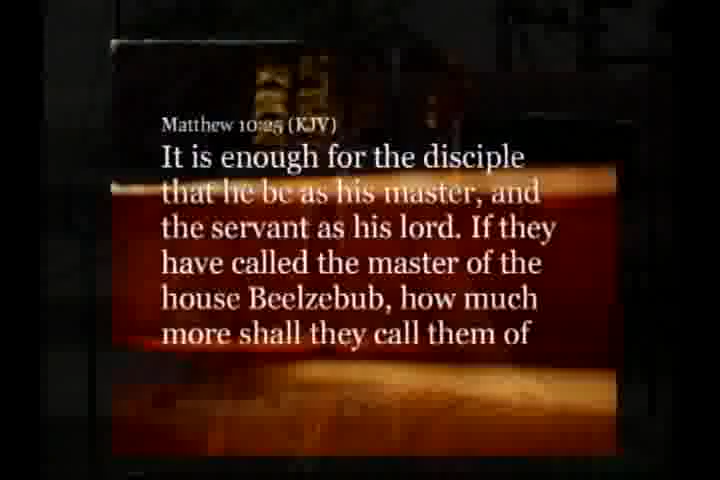 Matthew 10:25 (KJV)
It is enough for the disciple
that he be as his master, and
the servant as his lord. If they
have called the master of the
house Beelzebub, how much
more shall they call them of